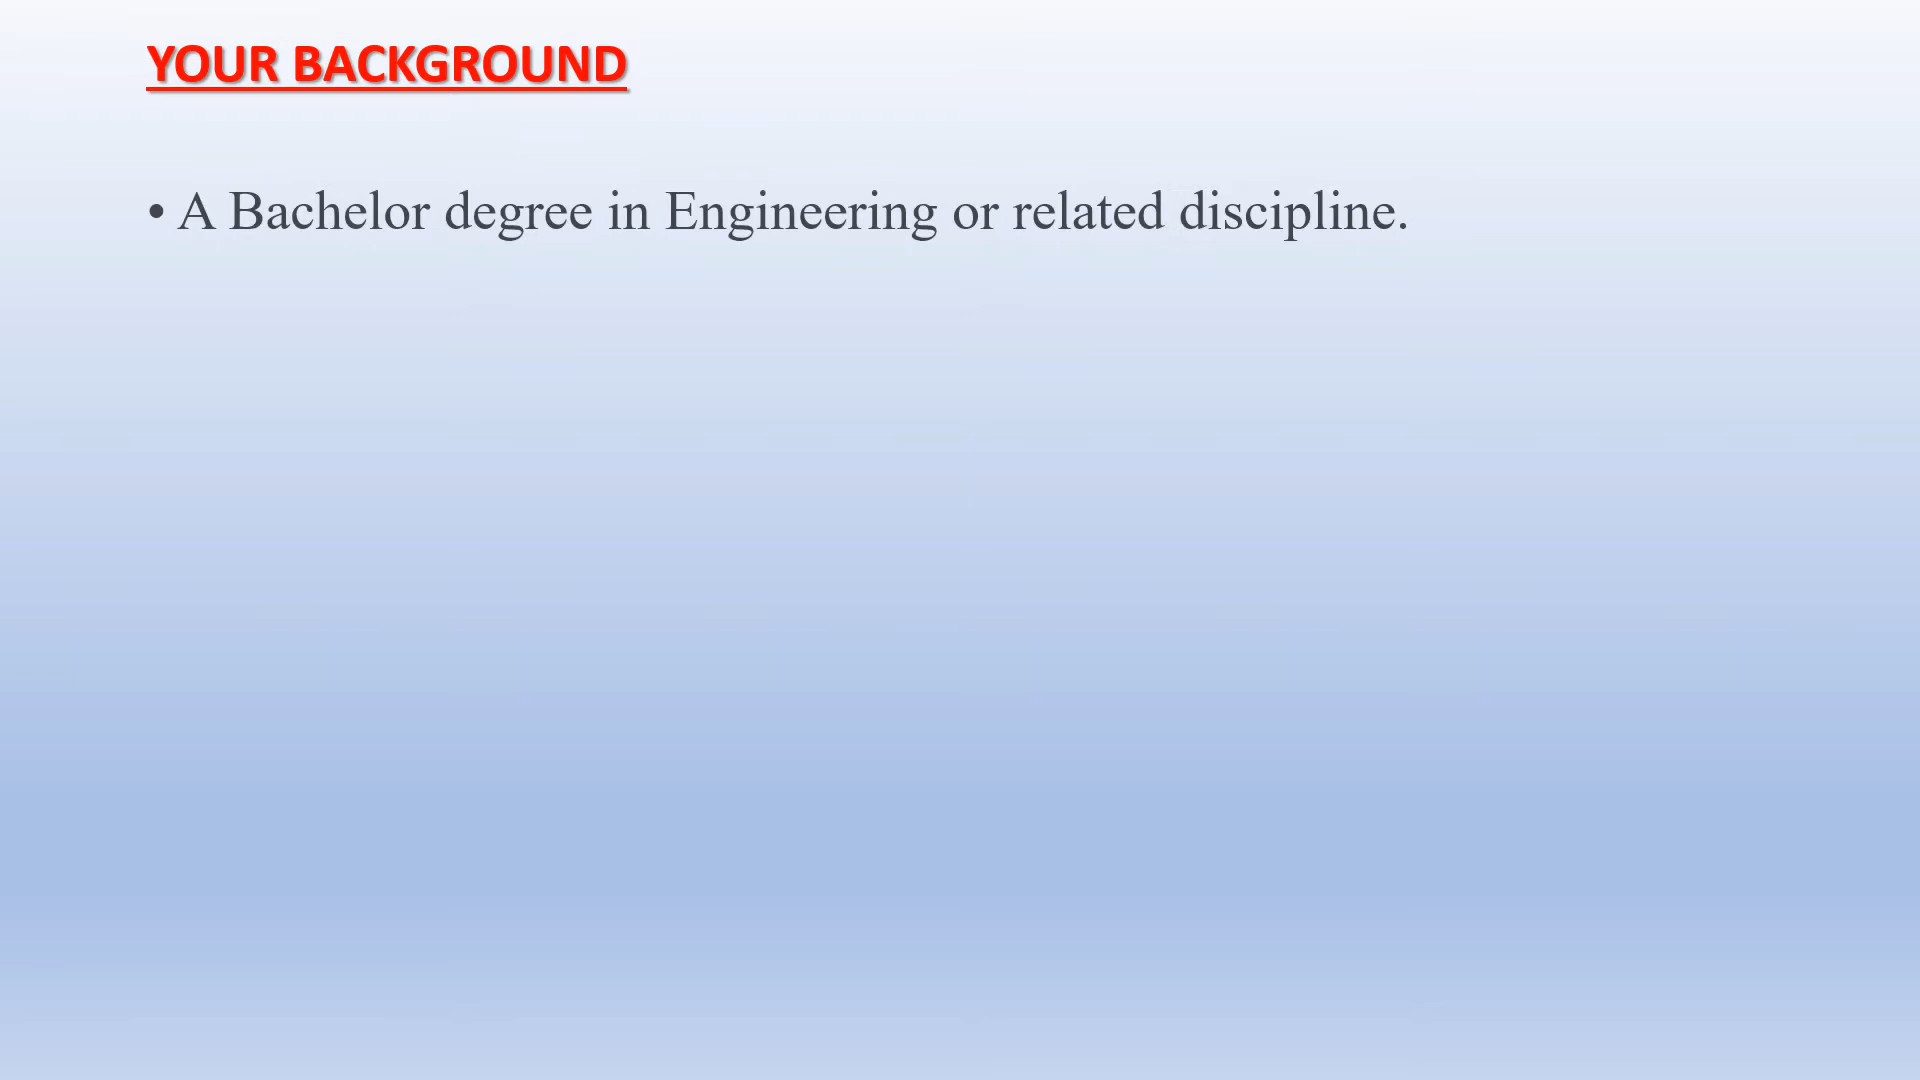 YOUR BACKGROUND
• A Bachelor degree in Engineering or related discipline.